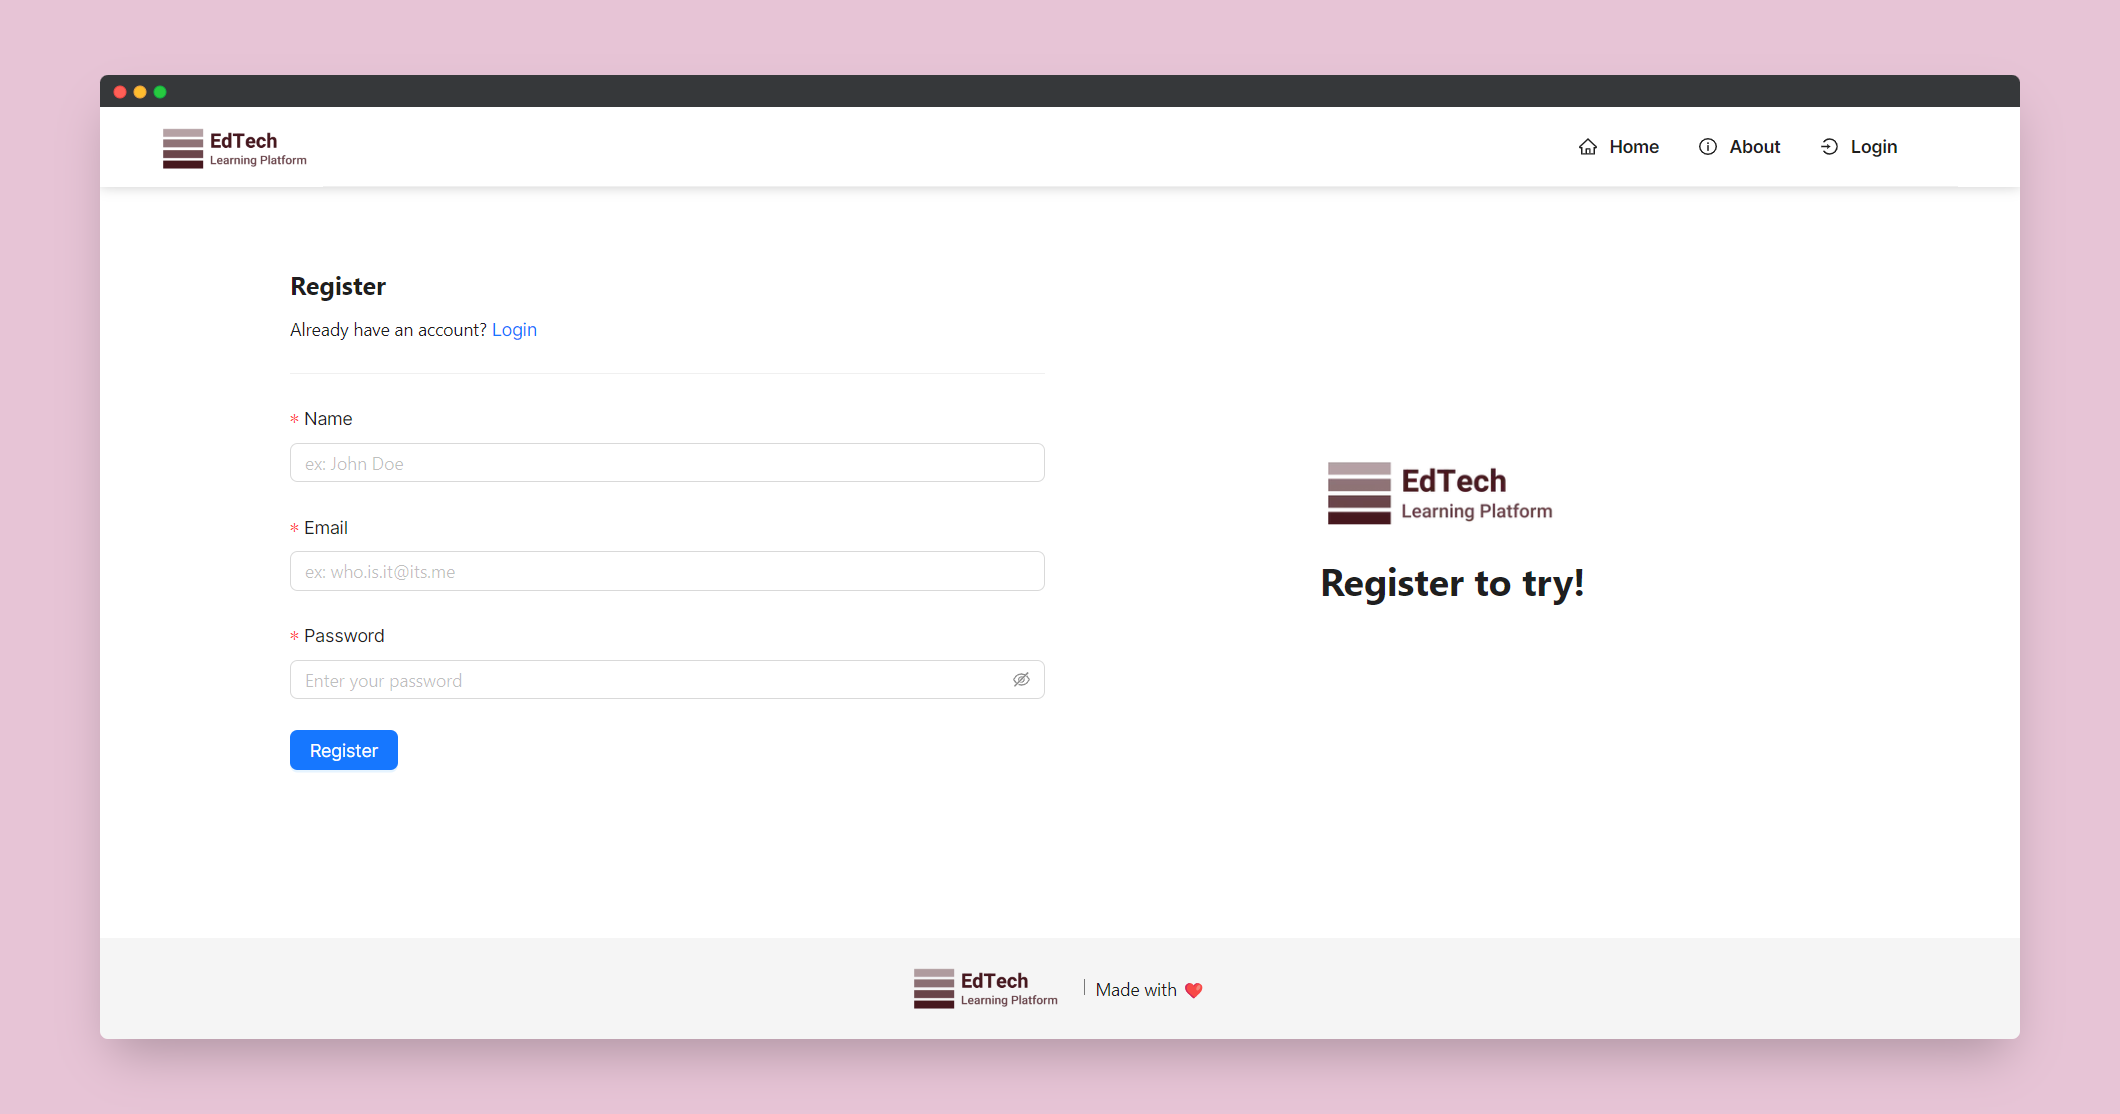 EdTech
Learning Platform
Home
About
Login
Register
Already have an account? Login
* Name
ex: John Doe
* Email
ex: who.is.it@its.me
* Password
Enter your password
Register
EdTech
Learning Platform
Register to try!
EdTech
Learning Platform
Made with ❤️